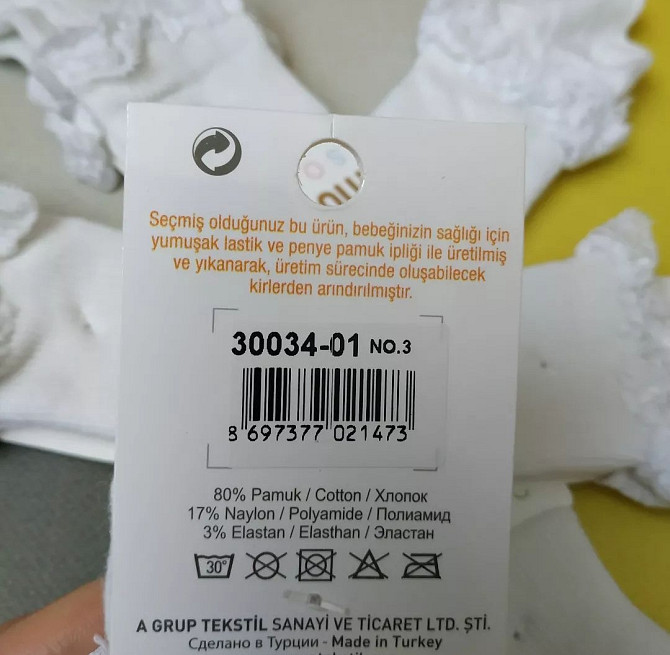 Seçmiş olduğunuz bu ürün, bebeğinizin sağlığı için
yumuşak lastik ve penye pamuk ipliği ile üretilmiş
ve yıkanarak, üretim sürecinde oluşabilecek
kirlerden arındırılmıştır.
30034-01 NO.3
8 697377 021473
80% Pamuk / Cotton / Хлопок
17% Naylon / Polyamide / Полиамид
3% Elastan / Elasthan / Эластан
30°
A GRUP TEKSTİL SANAYİ VE TİCARET LTD. ŞTİ.
Сделано в Турции - Made in Turkey